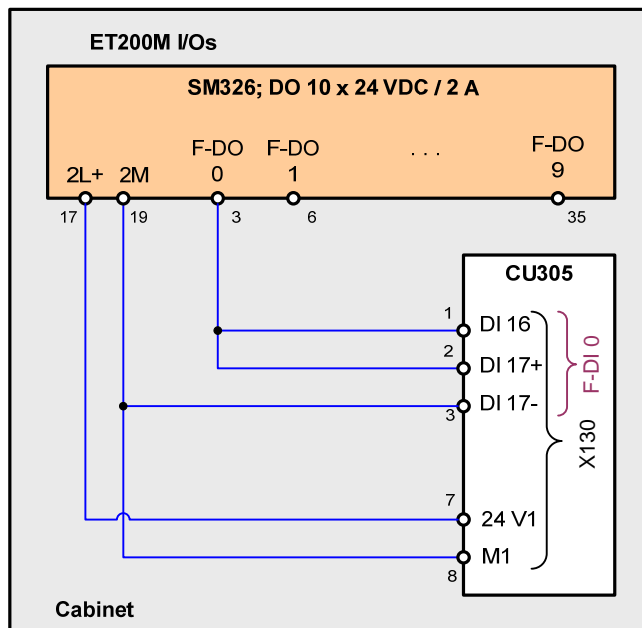 ET200M I/Os
SM326; DO 10 x 24 VDC / 2 A
F-DO F-DO . . . F-DO
2L+ 2M 0 1 9
17 19 3 6 35
CU305
1 DI 16
2 DI 17+
3 DI 17-
F-DI 0
X130
7 24 V1
8 M1
Cabinet